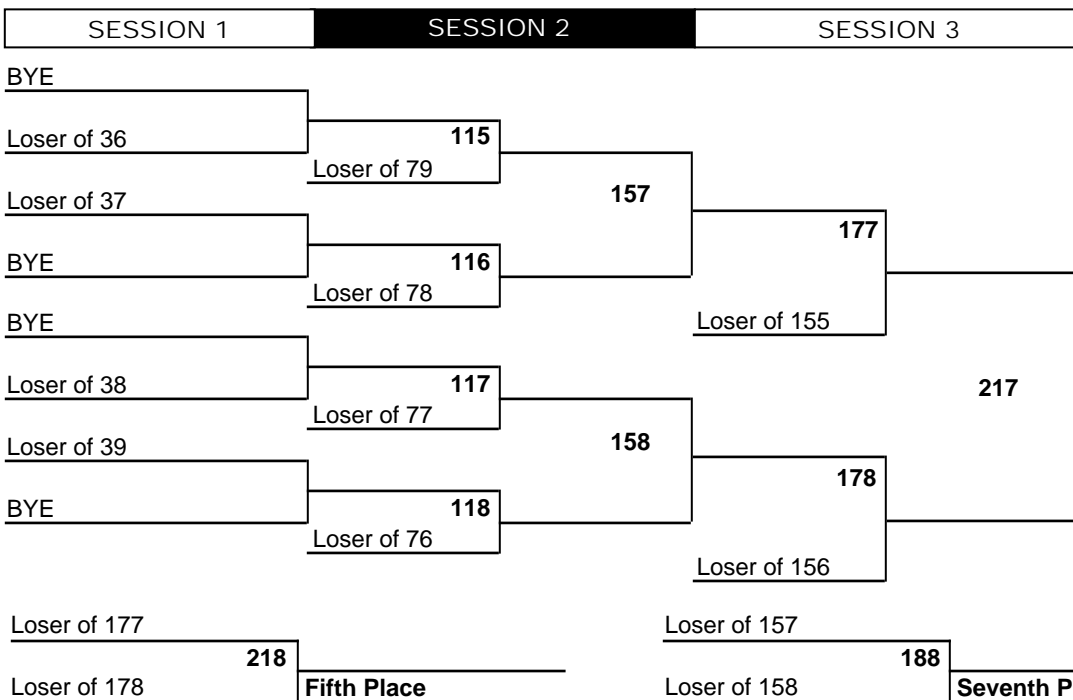 SESSION 1 SESSION 2 SESSION 3
BYE
Loser of 36
115
Loser of 79
157
Loser of 37
177
BYE
116
Loser of 78
Loser of 155
BYE
Loser of 38
117
217
Loser of 77
158
Loser of 39
178
BYE
118
Loser of 76
Loser of 156
Loser of 177
218
Loser of 178
Fifth Place
Loser of 157
188
Loser of 158
Seventh P